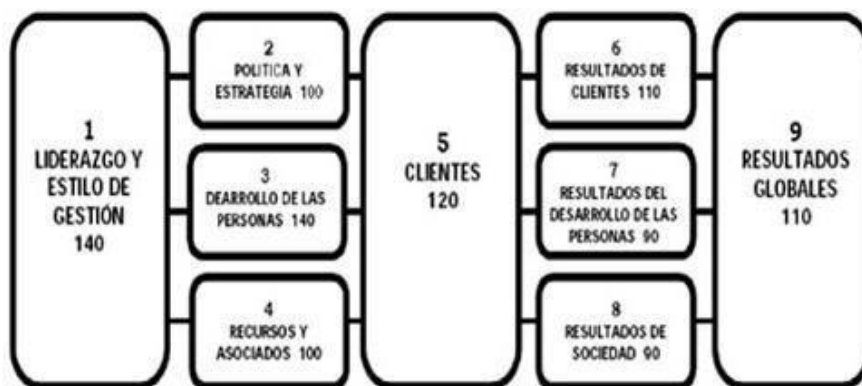 1
LIDERAZGO Y
ESTILO DE
GESTIÓN
140
2
POLITICA Y
ESTRATEGIA 100
3
DEARROLLO DE LAS
PERSONAS 140
4
RECURSOS Y
ASOCIADOS 100
5
CLIENTES
120
6
RESULTADOS DE
CLIENTES 110
7
RESULTADOS DEL
DESARROLLO DE LAS
PERSONAS 90
8
RESULTADOS DE
SOCIEDAD 90
9
RESULTADOS
GLOBALES
110